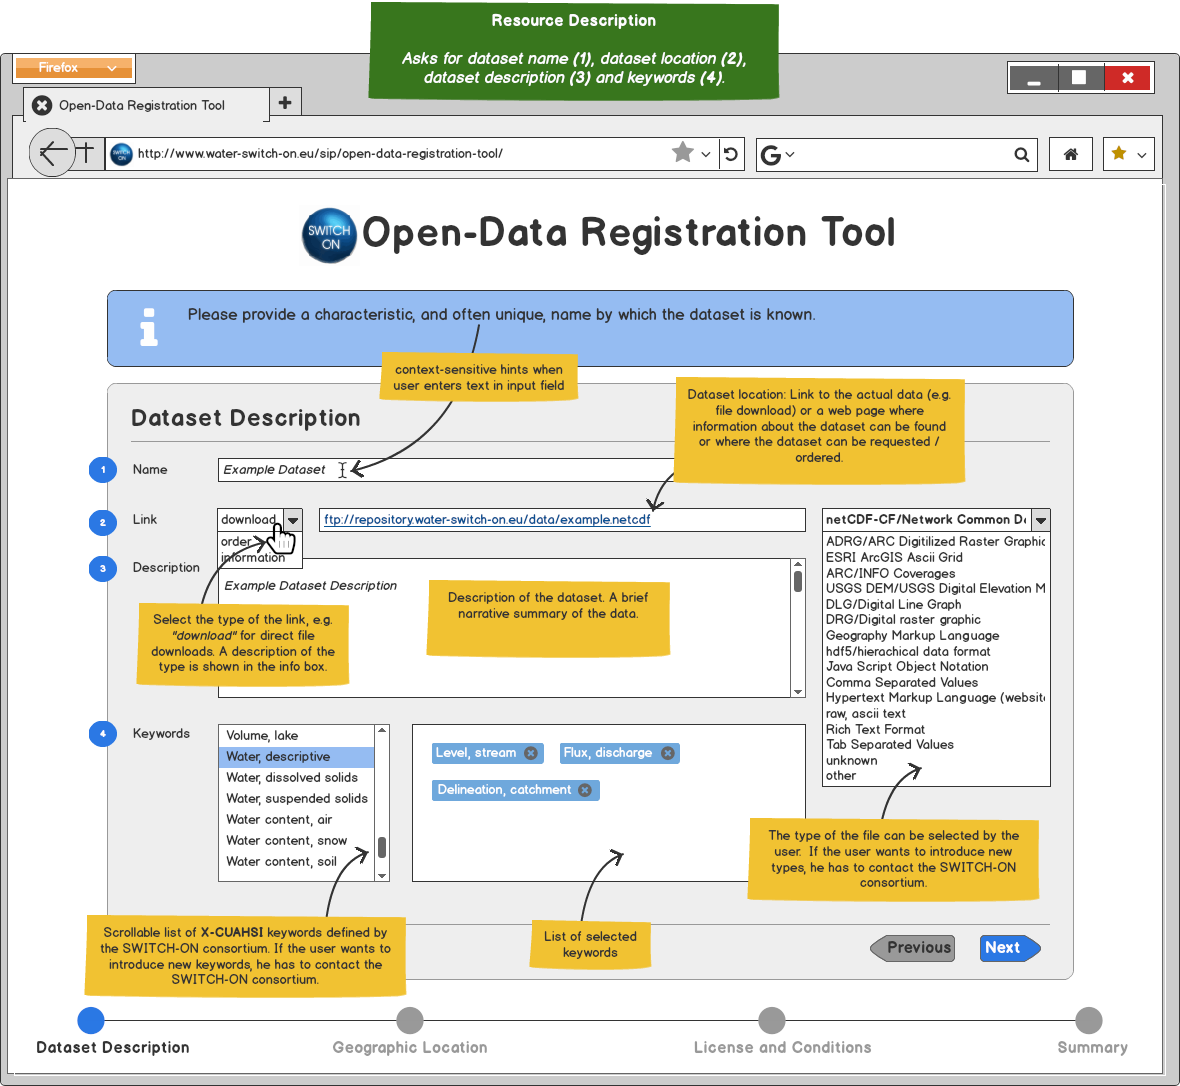 Resource Description
Asks for dataset name (1), dataset location (2),
dataset description (3) and keywords (4).
Firefox
Open-Data Registration Tool
SWITCH
ON
http://www.water-switch-on.eu/sip/open-data-registration-tool/
G
SWITCH
ON
Open-Data Registration Tool
i
Please provide a characteristic, and often unique, name by which the dataset is known.
context-sensitive hints when
user enters text in input field
Dataset location: Link to the actual data (e.g.
file download) or a web page where
information about the dataset can be found
or where the dataset can be requested /
ordered.
Dataset Description
1
Name
Example Dataset
2
Link
download
order
information
ftp://repository.water-switch-on.eu/data/example.netcdf
netCDF-CF/Network Common Da
ADRG/ARC Digitilized Raster Graphic
ESRI ArcGIS Ascii Grid
ARC/INFO Coverages
USGS DEM/USGS Digital Elevation M
DLG/Digital Line Graph
DRG/Digital raster graphic
Geography Markup Language
hdf5/hierachical data format
Java Script Object Notation
Comma Separated Values
Hypertext Markup Language (website
raw, ascii text
Rich Text Format
Tab Separated Values
unknown
other
3
Description
Example Dataset Description
Description of the dataset. A brief
narrative summary of the data.
Select the type of the link, e.g.
"download" for direct file
downloads. A description of the
type is shown in the info box.
4
Keywords
Volume, lake
Water, descriptive
Water, dissolved solids
Water, suspended solids
Water content, air
Water content, snow
Water content, soil
Level, stream
Flux, discharge
Delineation, catchment
The type of the file can be selected by the
user. If the user wants to introduce new
types, he has to contact the SWITCH-ON
consortium.
Scrollable list of X-CUAHSI keywords defined by
the SWITCH-ON consortium. If the user wants to
introduce new keywords, he has to contact the
SWITCH-ON consortium.
List of selected
keywords
Previous
Next
Dataset Description
Geographic Location
License and Conditions
Summary